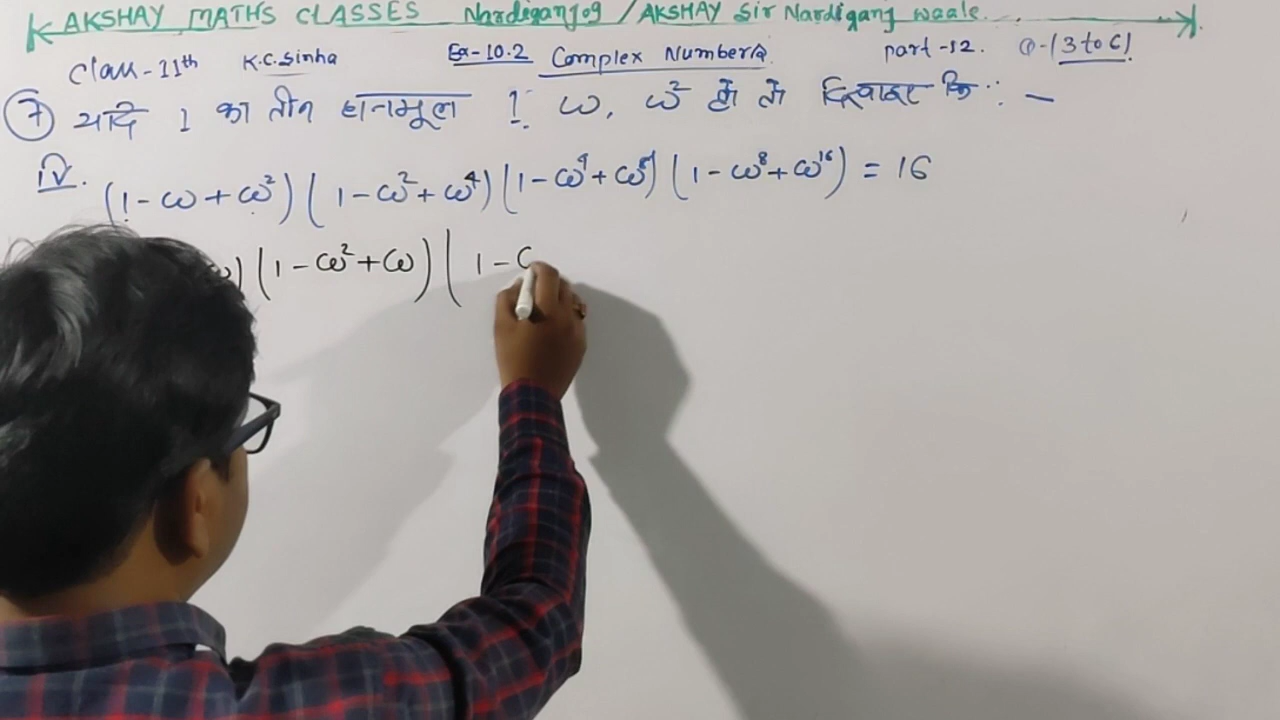 AKSHAY MATHS CLASSES Nardiganj09 / AKSHAY Sir Nardiganj waale.
Class-11th K.C.Sinha Ex-10.2 Complex Numbers part-12. Q-(3 to 6)
7 यदि 1 का तीन घनमूल 1, ω, ω² हो तो दिखाइए कि :-
iv. (1-ω+ω²)(1-ω²+ω⁴)(1-ω⁴+ω⁸)(1-ω⁸+ω¹⁶) = 16
ω)(1-ω²+ω)(1-